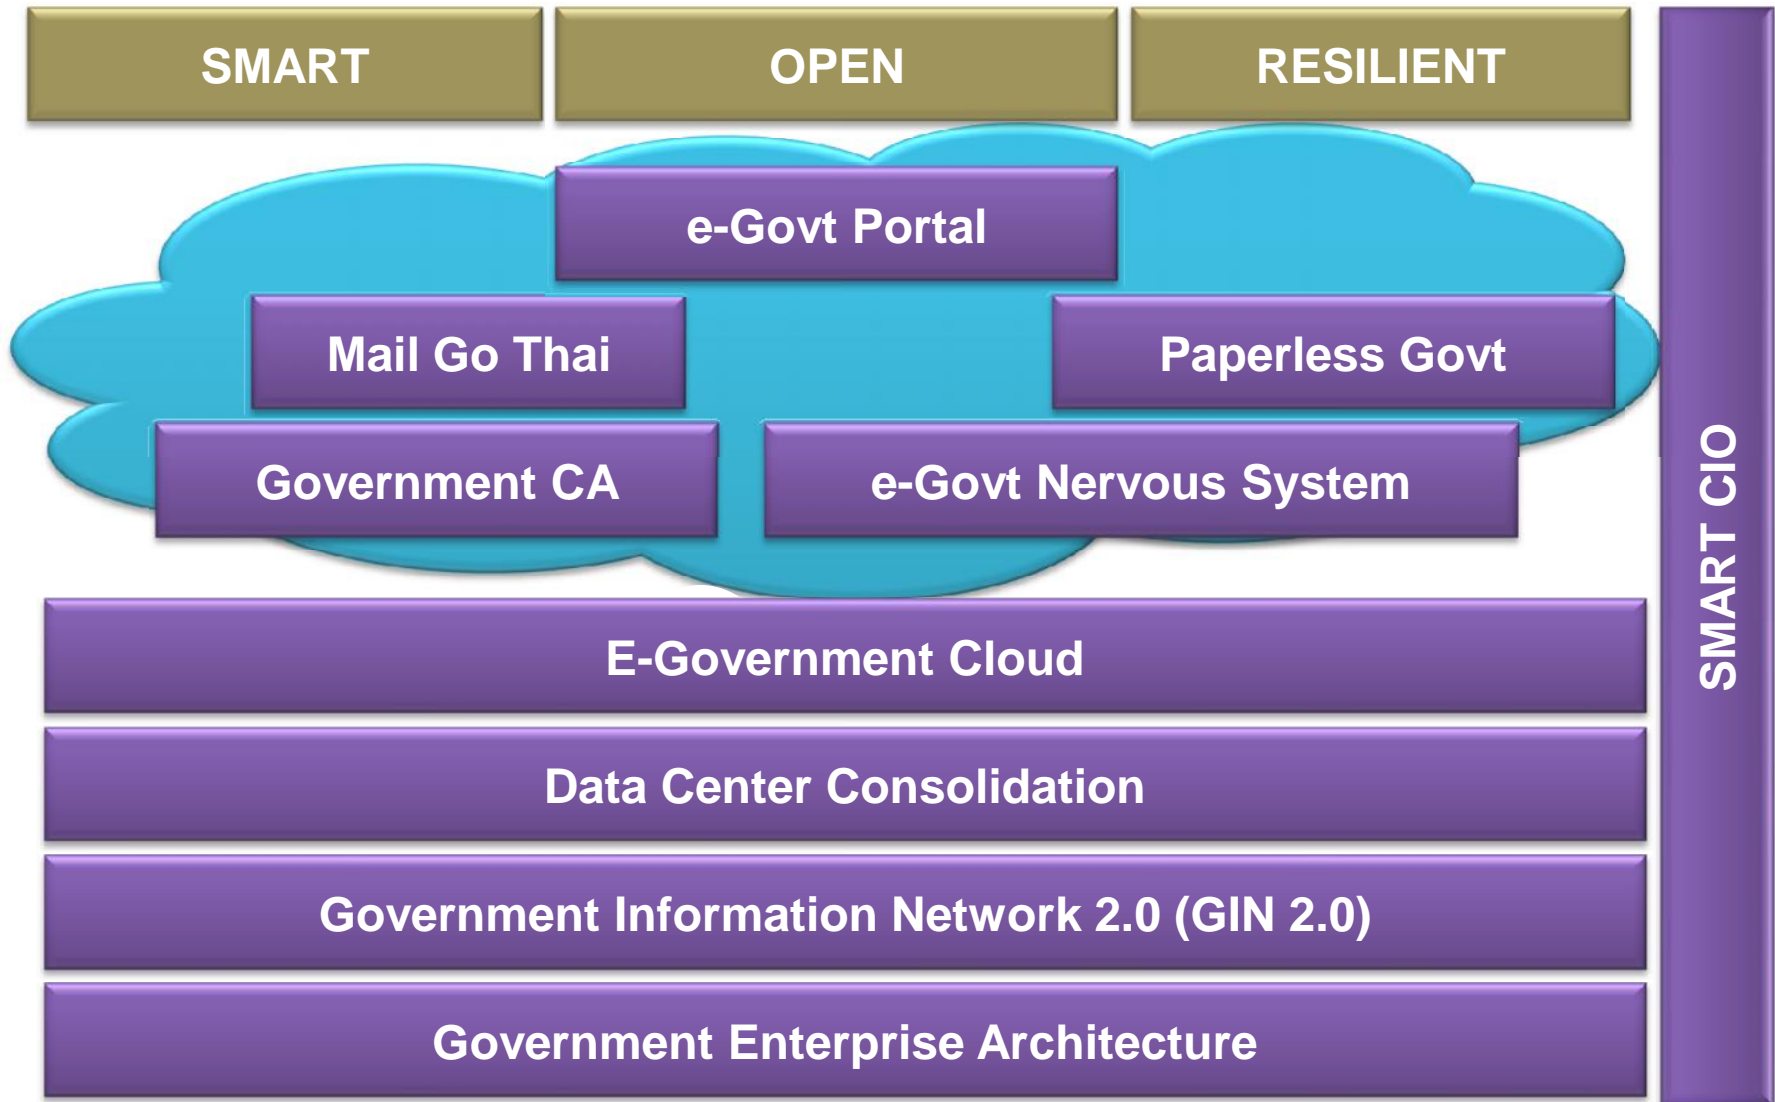 SMART
OPEN
RESILIENT
e-Govt Portal
Mail Go Thai
Paperless Govt
Government CA
e-Govt Nervous System
E-Government Cloud
Data Center Consolidation
Government Information Network 2.0 (GIN 2.0)
Government Enterprise Architecture
SMART CIO